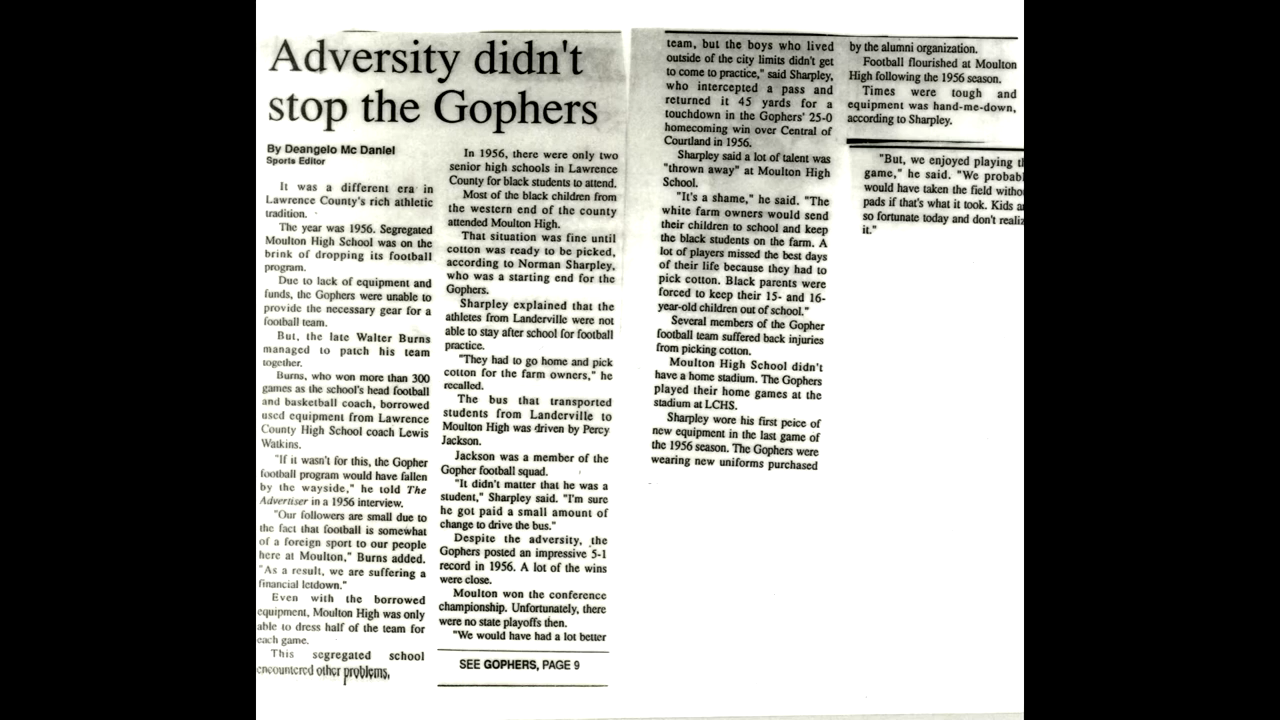 Adversity didn't
stop the Gophers
By Deangelo Mc Daniel
Sports Editor
It was a different era in
Lawrence County's rich athletic
tradition.
The year was 1956. Segregated
Moulton High School was on the
brink of dropping its football
program.
Due to lack of equipment and
funds, the Gophers were unable to
provide the necessary gear for a
football team.
But, the late Walter Burns
managed to patch his team
together.
Burns, who won more than 300
games as the school's head football
and basketball coach, borrowed
used equipment from Lawrence
County High School coach Lewis
Watkins.
"If it wasn't for this, the Gopher
football program would have fallen
by the wayside," he told The
Advertiser in a 1956 interview.
"Our followers are small due to
the fact that football is somewhat
of a foreign sport to our people
here at Moulton," Burns added.
"As a result, we are suffering a
financial letdown."
Even with the borrowed
equipment, Moulton High was only
able to dress half of the team for
each game.
This segregated school
encountered other problems.
In 1956, there were only two
senior high schools in Lawrence
County for black students to attend.
Most of the black children from
the western end of the county
attended Moulton High.
That situation was fine until
cotton was ready to be picked,
according to Norman Sharpley,
who was a starting end for the
Gophers.
Sharpley explained that the
athletes from Landerville were not
able to stay after school for football
practice.
"They had to go home and pick
cotton for the farm owners," he
recalled.
The bus that transported
students from Landerville to
Moulton High was driven by Percy
Jackson.
Jackson was a member of the
Gopher football squad.
"It didn't matter that he was a
student," Sharpley said. "I'm sure
he got paid a small amount of
change to drive the bus."
Despite the adversity, the
Gophers posted an impressive 5-1
record in 1956. A lot of the wins
were close.
Moulton won the conference
championship. Unfortunately, there
were no state playoffs then.
"We would have had a lot better
SEE GOPHERS, PAGE 9
team, but the boys who lived
outside of the city limits didn't get
to come to practice," said Sharpley,
who intercepted a pass and
returned it 45 yards for a
touchdown in the Gophers' 25-0
homecoming win over Central of
Courtland in 1956.
Sharpley said a lot of talent was
"thrown away" at Moulton High
School.
"It's a shame," he said. "The
white farm owners would send
their children to school and keep
the black students on the farm. A
lot of players missed the best days
of their life because they had to
pick cotton. Black parents were
forced to keep their 15- and 16-
year-old children out of school."
Several members of the Gopher
football team suffered back injuries
from picking cotton.
Moulton High School didn't
have a home stadium. The Gophers
played their home games at the
stadium at LCHS.
Sharpley wore his first peice of
new equipment in the last game of
the 1956 season. The Gophers were
wearing new uniforms purchased
by the alumni organization.
Football flourished at Moulton
High following the 1956 season.
Times were tough and
equipment was hand-me-down,
according to Sharpley.
"But, we enjoyed playing
game," he said. "We
would have taken the field
pads if that's what it took. Kids
so fortunate today and don't
it."